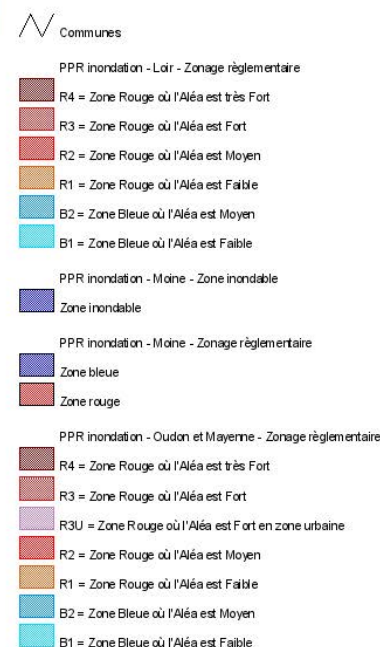 Communes
PPR inondation - Loir - Zonage règlementaire
R4 = Zone Rouge où l'Aléa est très Fort
R3 = Zone Rouge où l'Aléa est Fort
R2 = Zone Rouge où l'Aléa est Moyen
R1 = Zone Rouge où l'Aléa est Faible
B2 = Zone Bleue où l'Aléa est Moyen
B1 = Zone Bleue où l'Aléa est Faible
PPR inondation - Moine - Zone inondable
Zone inondable
PPR inondation - Moine - Zonage règlementaire
Zone bleue
Zone rouge
PPR inondation - Oudon et Mayenne - Zonage règlementaire
R4 = Zone Rouge où l'Aléa est très Fort
R3 = Zone Rouge où l'Aléa est Fort
R3U = Zone Rouge où l'Aléa est Fort en zone urbaine
R2 = Zone Rouge où l'Aléa est Moyen
R1 = Zone Rouge où l'Aléa est Faible
B2 = Zone Bleue où l'Aléa est Moyen
B1 = Zone Bleue où l'Aléa est Faible